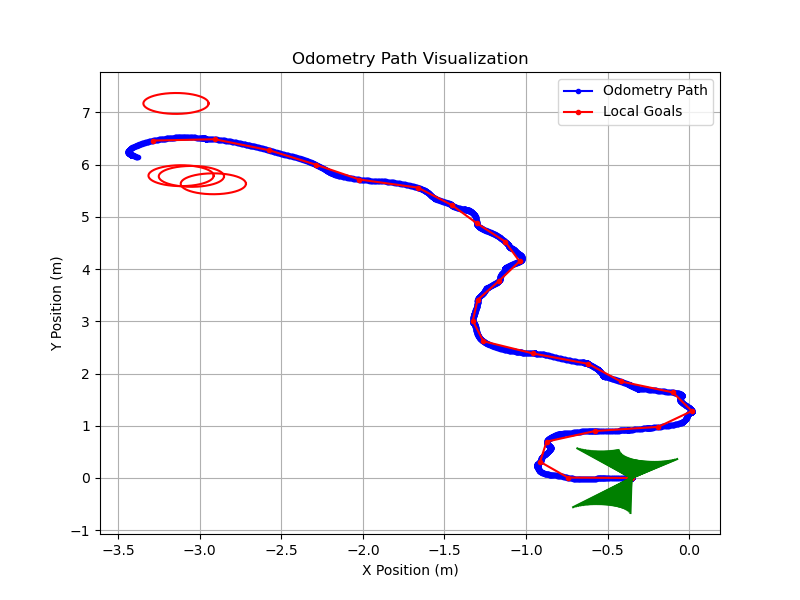 Odometry Path Visualization
Odometry Path
Local Goals
7
6
5
4
3
2
1
0
−1
Y Position (m)
−3.5 −3.0 −2.5 −2.0 −1.5 −1.0 −0.5 0.0
X Position (m)